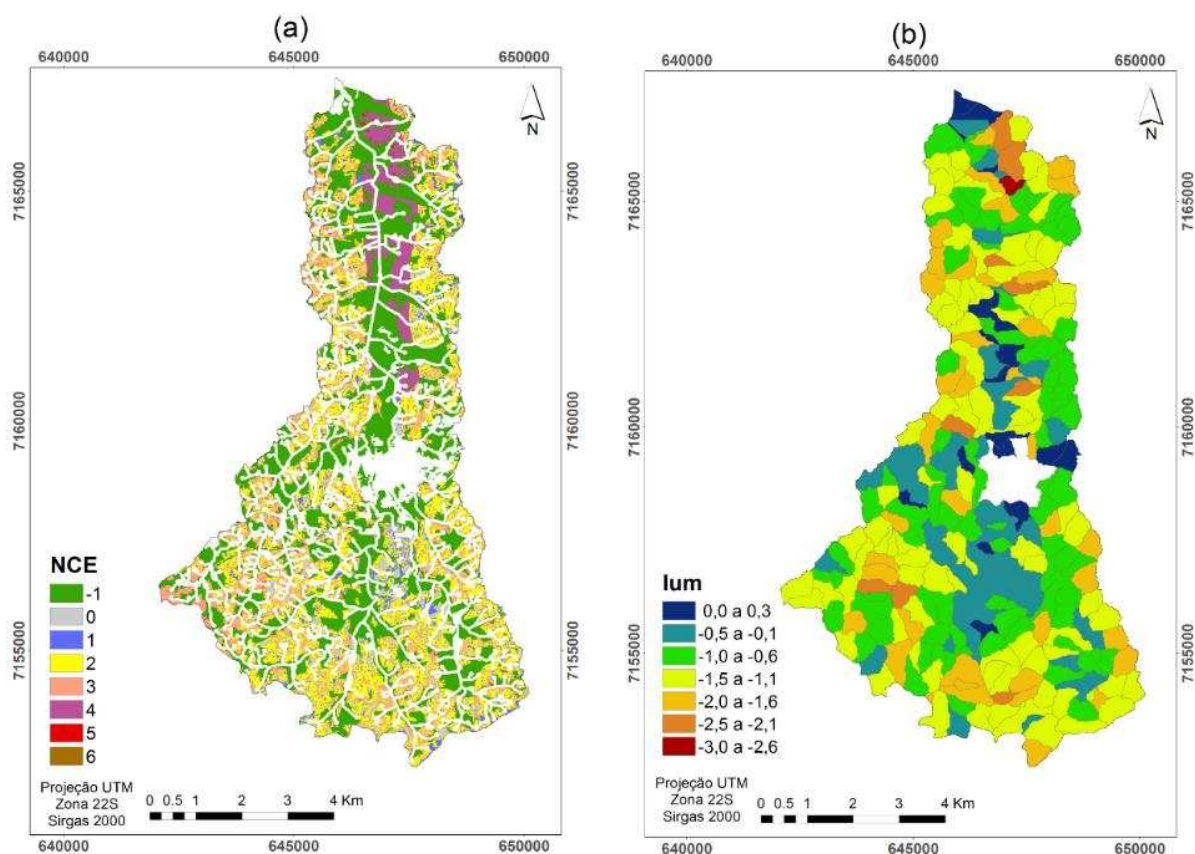 (a)
640000 645000 650000
N
7165000
7160000
7155000
NCE
-1
0
1
2
3
4
5
6
Projeção UTM
Zona 22S
Sirgas 2000
0 0.5 1 2 3 4 Km
640000 645000 650000
(b)
640000 645000 650000
N
7165000 7165000
7160000 7160000
7155000 7155000
Ium
0,0 a 0,3
-0,5 a -0,1
-1,0 a -0,6
-1,5 a -1,1
-2,0 a -1,6
-2,5 a -2,1
-3,0 a -2,6
Projeção UTM
Zona 22S
Sirgas 2000
0 0.5 1 2 3 4 Km
640000 645000 650000